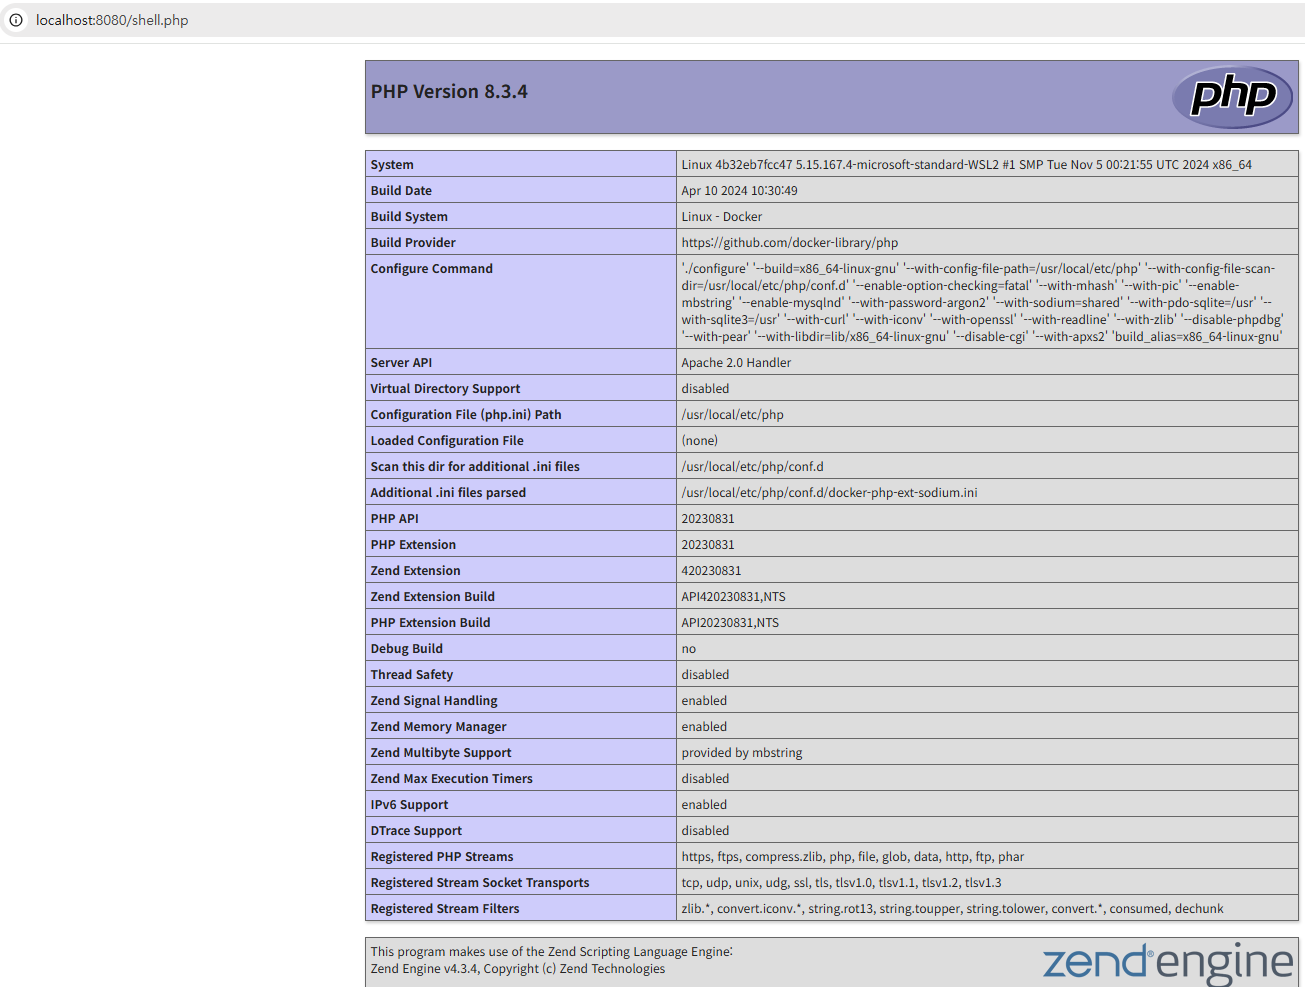 localhost:8080/shell.php
PHP Version 8.3.4
php
System Linux 4b32eb7fcc47 5.15.167.4-microsoft-standard-WSL2 #1 SMP Tue Nov 5 00:21:55 UTC 2024 x86_64
Build Date Apr 10 2024 10:30:49
Build System Linux - Docker
Build Provider https://github.com/docker-library/php
Configure Command './configure' '--build=x86_64-linux-gnu' '--with-config-file-path=/usr/local/etc/php' '--with-config-file-scan-
dir=/usr/local/etc/php/conf.d' '--enable-option-checking=fatal' '--with-mhash' '--with-pic' '--enable-
mbstring' '--enable-mysqlnd' '--with-password-argon2' '--with-sodium=shared' '--with-pdo-sqlite=/usr' '--
with-sqlite3=/usr' '--with-curl' '--with-iconv' '--with-openssl' '--with-readline' '--with-zlib' '--disable-phpdbg'
'--with-pear' '--with-libdir=lib/x86_64-linux-gnu' '--disable-cgi' '--with-apxs2' 'build_alias=x86_64-linux-gnu'
Server API Apache 2.0 Handler
Virtual Directory Support disabled
Configuration File (php.ini) Path /usr/local/etc/php
Loaded Configuration File (none)
Scan this dir for additional .ini files /usr/local/etc/php/conf.d
Additional .ini files parsed /usr/local/etc/php/conf.d/docker-php-ext-sodium.ini
PHP API 20230831
PHP Extension 20230831
Zend Extension 420230831
Zend Extension Build API420230831,NTS
PHP Extension Build API20230831,NTS
Debug Build no
Thread Safety disabled
Zend Signal Handling enabled
Zend Memory Manager enabled
Zend Multibyte Support provided by mbstring
Zend Max Execution Timers disabled
IPv6 Support enabled
DTrace Support disabled
Registered PHP Streams https, ftps, compress.zlib, php, file, glob, data, http, ftp, phar
Registered Stream Socket Transports tcp, udp, unix, udg, ssl, tls, tlsv1.0, tlsv1.1, tlsv1.2, tlsv1.3
Registered Stream Filters zlib.*, convert.iconv.*, string.rot13, string.toupper, string.tolower, convert.*, consumed, dechunk
This program makes use of the Zend Scripting Language Engine:
Zend Engine v4.3.4, Copyright (c) Zend Technologies
zend® engine